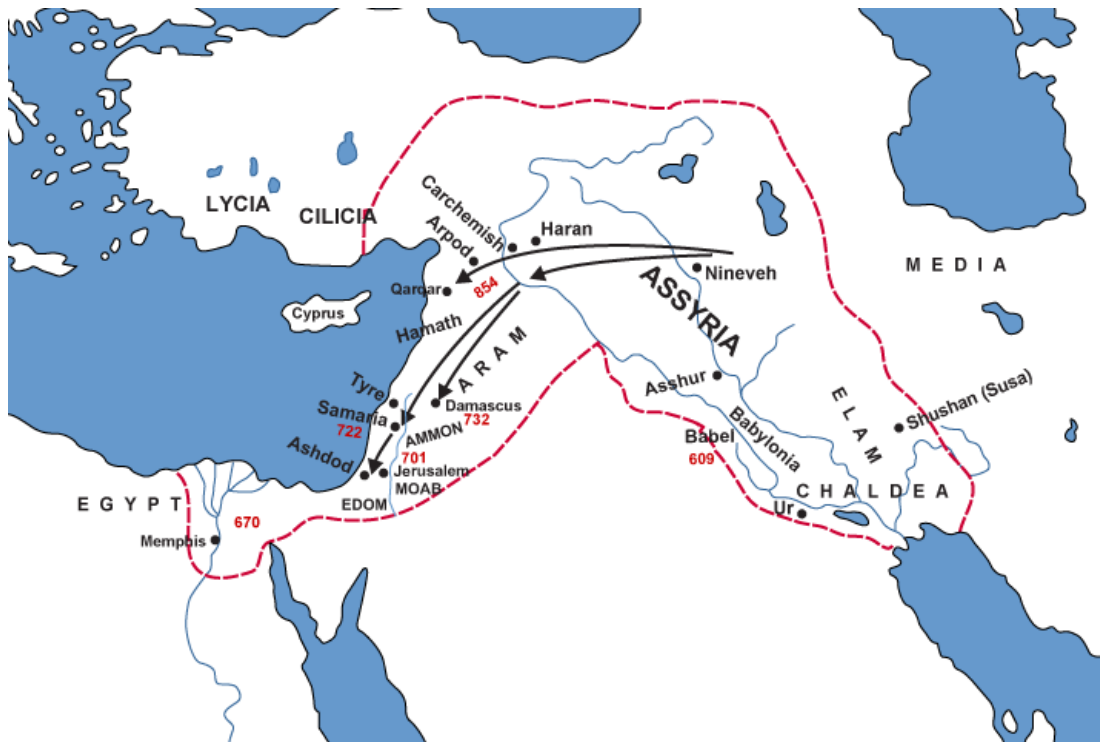 LYCIA
CILICIA
Carchemish
Arpod
Haran
MEDIA
Nineveh
ASSYRIA
Qarqar
854
Cyprus
Hamath
ARAM
Asshur
ELAM
Shushan (Susa)
Tyre
Damascus
732
Samaria
722
AMMON
Babel
609
Babylonia
701
Ashdod
Jerusalem
MOAB
CHALDEA
EGYPT
EDOM
Ur
670
Memphis